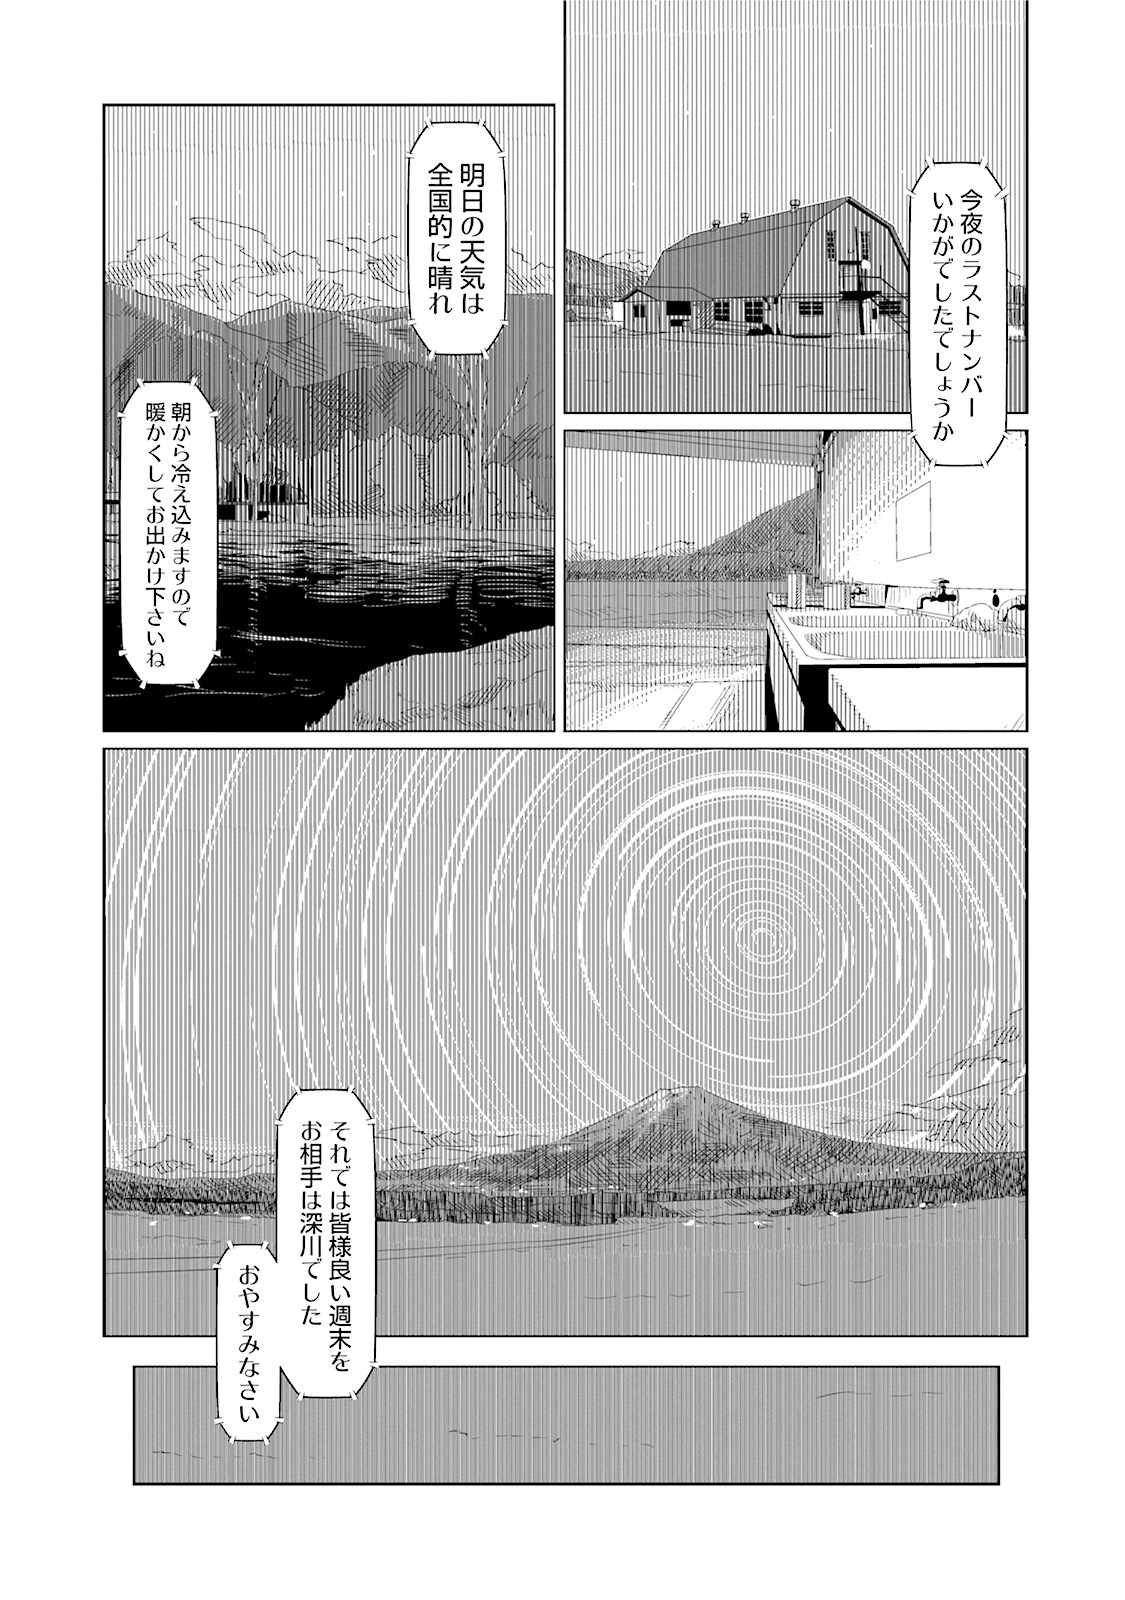 今夜のラストナンバー
いかがでしたでしょうか
明日の天気は
全国的に晴れ
朝から冷え込みますので
暖かくしてお出かけ下さいね
それでは皆様良い週末を
お相手は深川でした
おやすみなさい